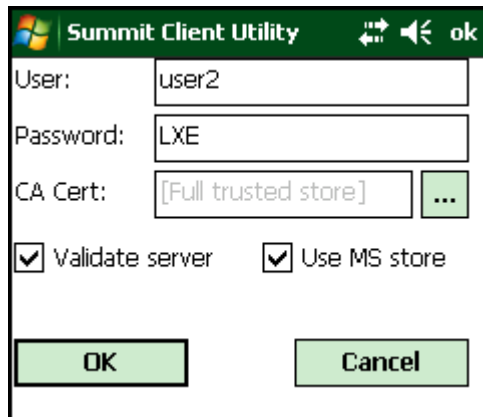 Summit Client Utility ok
User: user2
Password: LXE
CA Cert: [Full trusted store] ...
Validate server Use MS store
OK Cancel